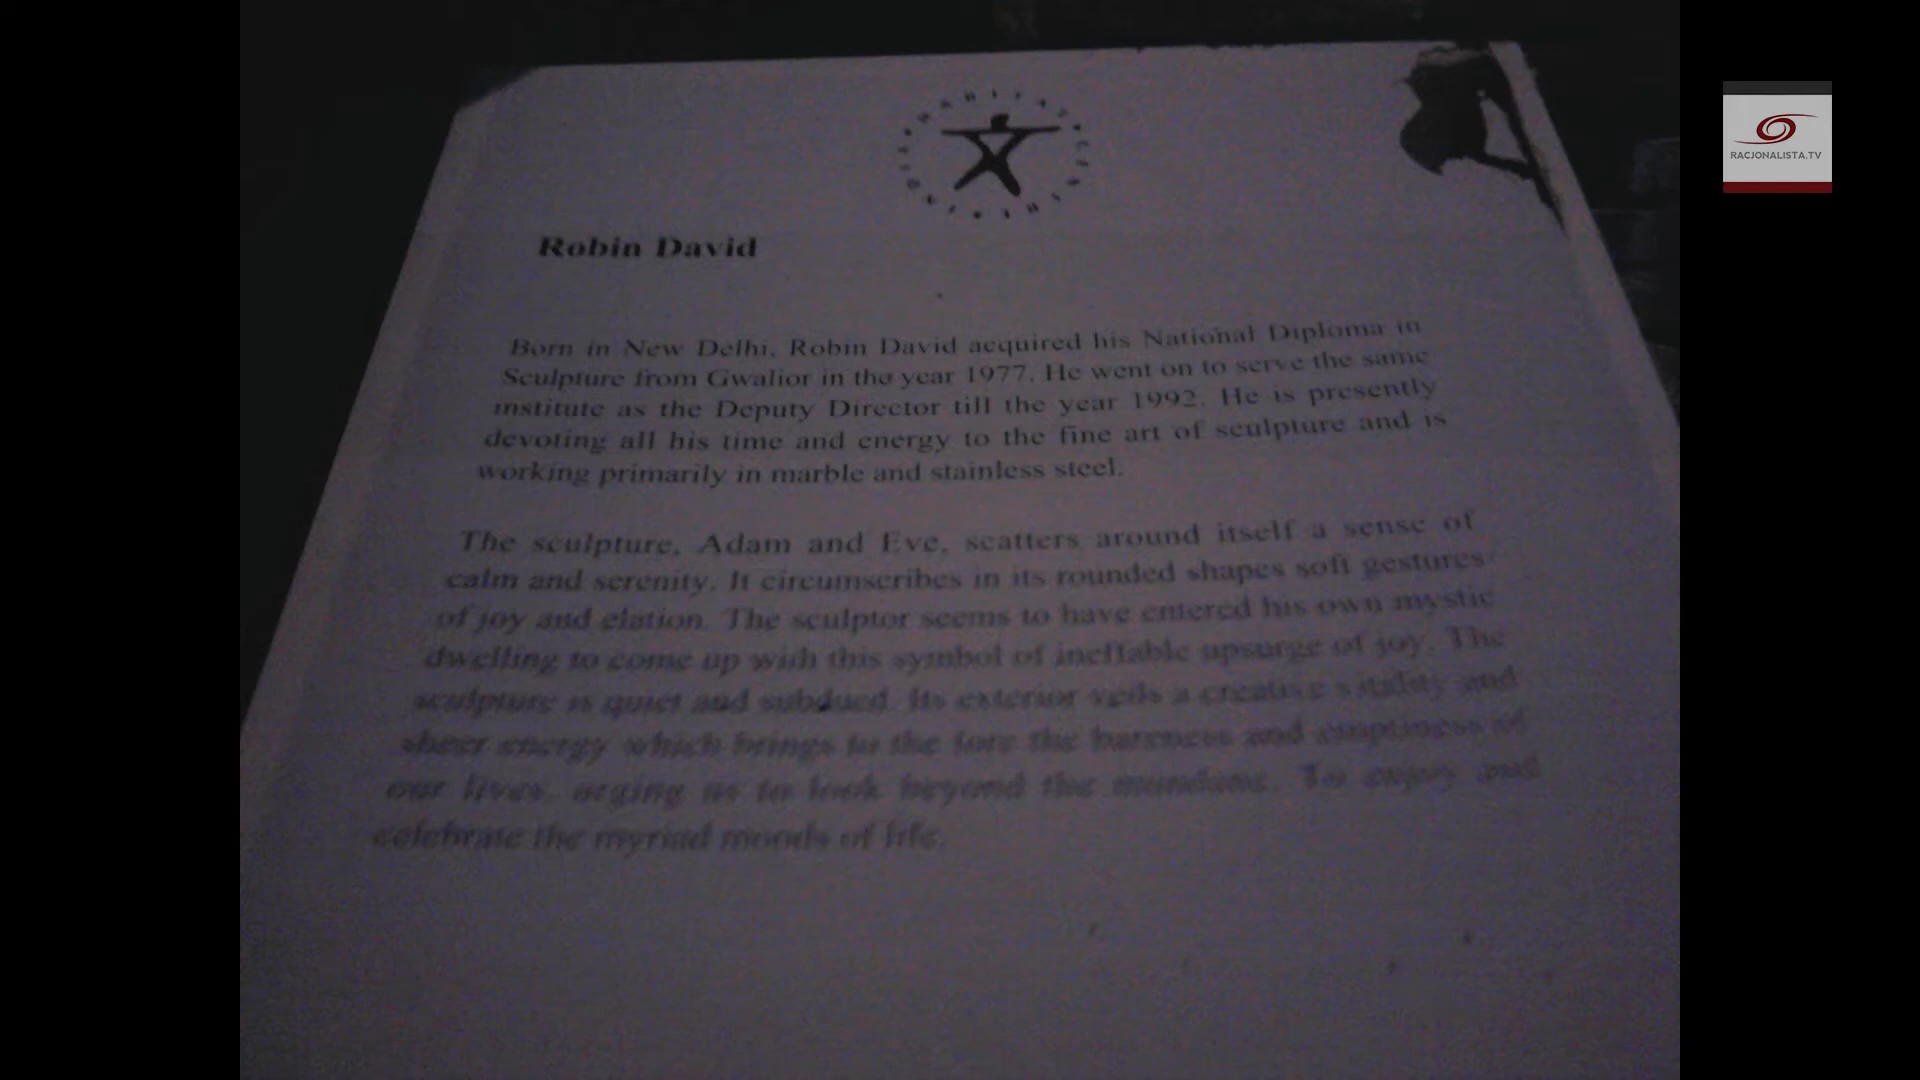 RACJONALISTA.TV
INDIA HABITAT CENTRE
Robin David
Born in New Delhi, Robin David acquired his National Diploma in
Sculpture from Gwalior in the year 1977. He went on to serve the same
institute as the Deputy Director till the year 1992. He is presently
devoting all his time and energy to the fine art of sculpture and is
working primarily in marble and stainless steel.
The sculpture, Adam and Eve, scatters around itself a sense of
calm and serenity. It circumscribes in its rounded shapes soft gestures
of joy and elation. The sculptor seems to have entered his own mystic
dwelling to come up with this symbol of ineffable upsurge of joy. The
sculpture is quiet and subdued. Its exterior veils a creative vitality and
sheer energy which brings to the fore the bareness and emptiness of
our lives, urging us to look beyond the mundane. To enjoy and
celebrate the myriad moods of life.